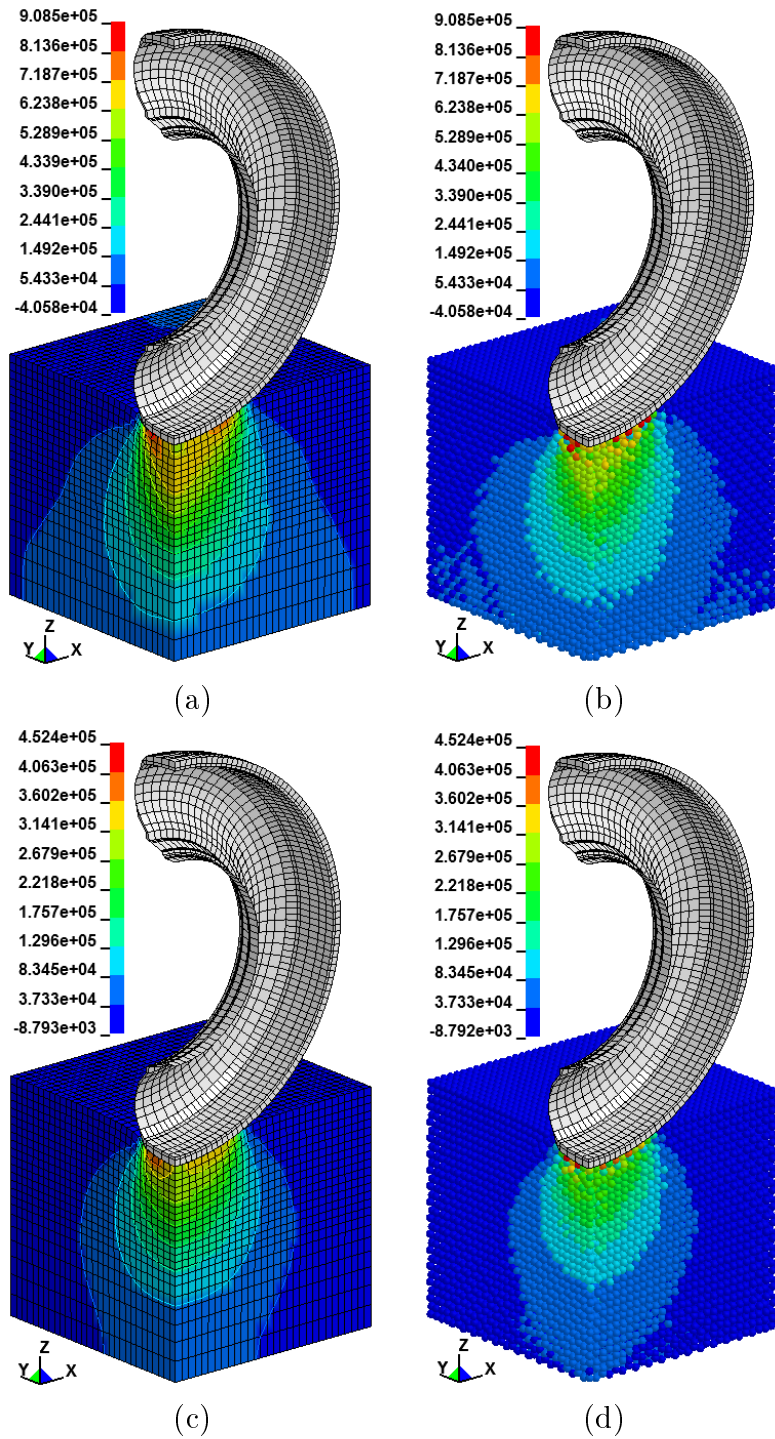 9.085e+05
8.136e+05
7.187e+05
6.238e+05
5.289e+05
4.339e+05
3.390e+05
2.441e+05
1.492e+05
5.433e+04
-4.058e+04
Z
Y
X
(a)
9.085e+05
8.136e+05
7.187e+05
6.238e+05
5.289e+05
4.340e+05
3.390e+05
2.441e+05
1.492e+05
5.433e+04
-4.058e+04
Z
Y
X
(b)
4.524e+05
4.063e+05
3.602e+05
3.141e+05
2.679e+05
2.218e+05
1.757e+05
1.296e+05
8.345e+04
3.733e+04
-8.793e+03
Z
Y
X
(c)
4.524e+05
4.063e+05
3.602e+05
3.141e+05
2.679e+05
2.218e+05
1.757e+05
1.296e+05
8.345e+04
3.733e+04
-8.792e+03
Z
Y
X
(d)